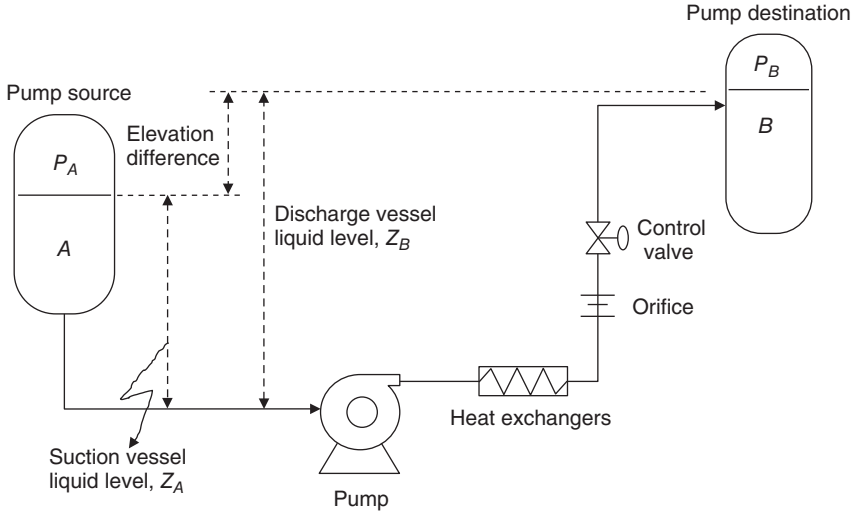 Pump destination
P_B
B
Pump source
P_A
A
Elevation
difference
Discharge vessel
liquid level, Z_B
Control
valve
Orifice
Heat exchangers
Suction vessel
liquid level, Z_A
Pump